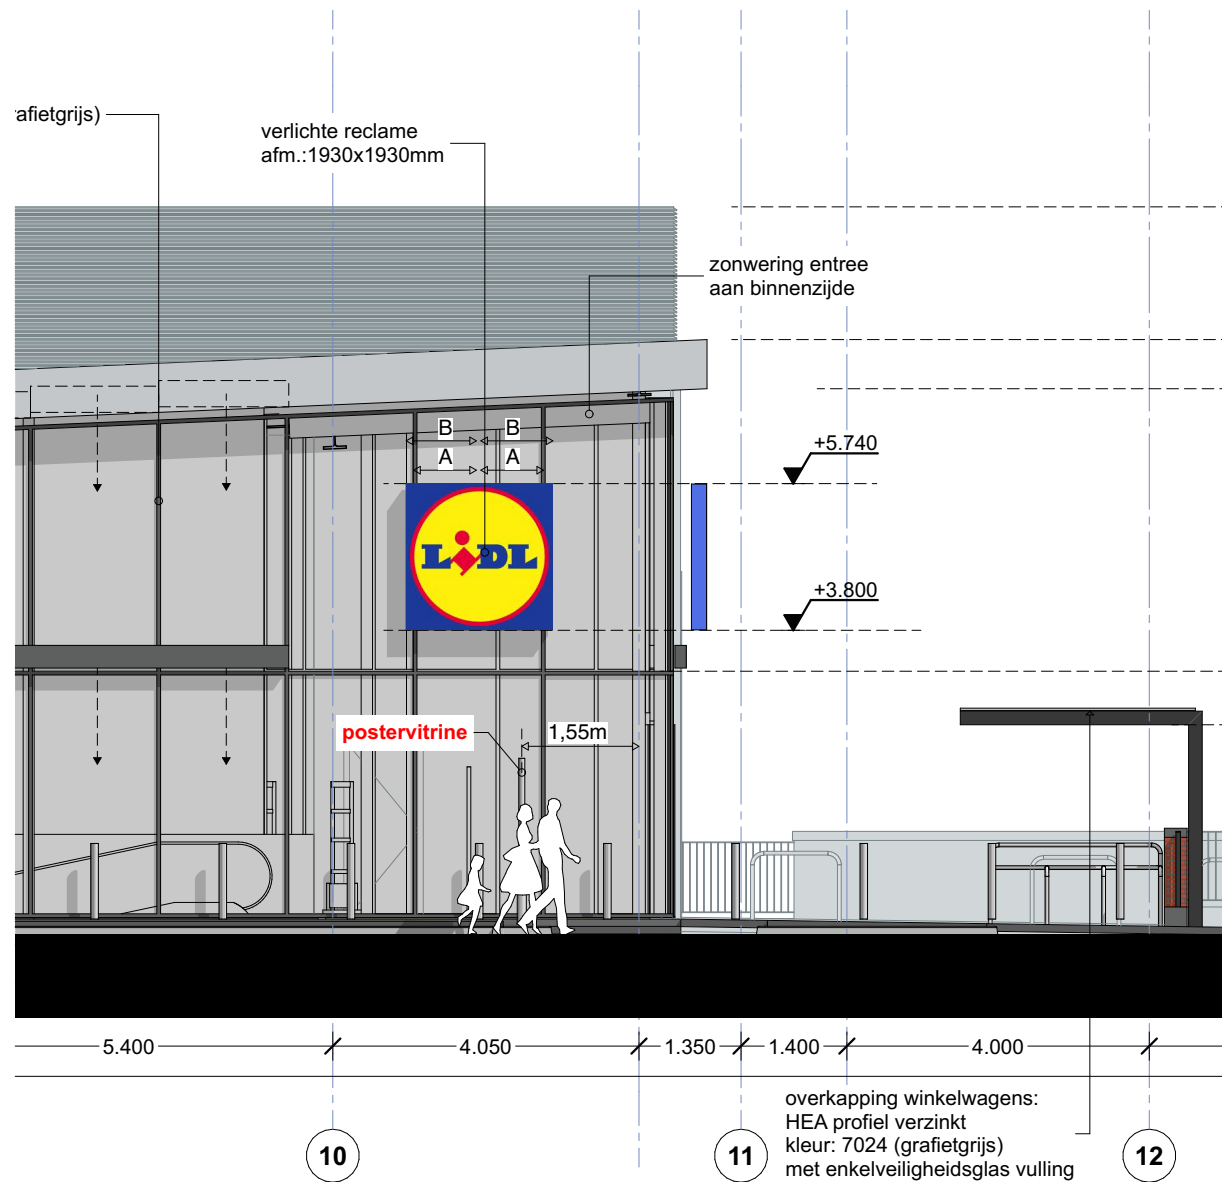 afietgrijs)
verlichte reclame
afm.:1930x1930mm
zonwering entree
aan binnenzijde
B B
A A
+5.740
LIDL
+3.800
postervitrine
1,55m
5.400 4.050 1.350 1.400 4.000
overkapping winkelwagens:
HEA profiel verzinkt
kleur: 7024 (grafietgrijs)
met enkelveiligheidsglas vulling
10 11 12